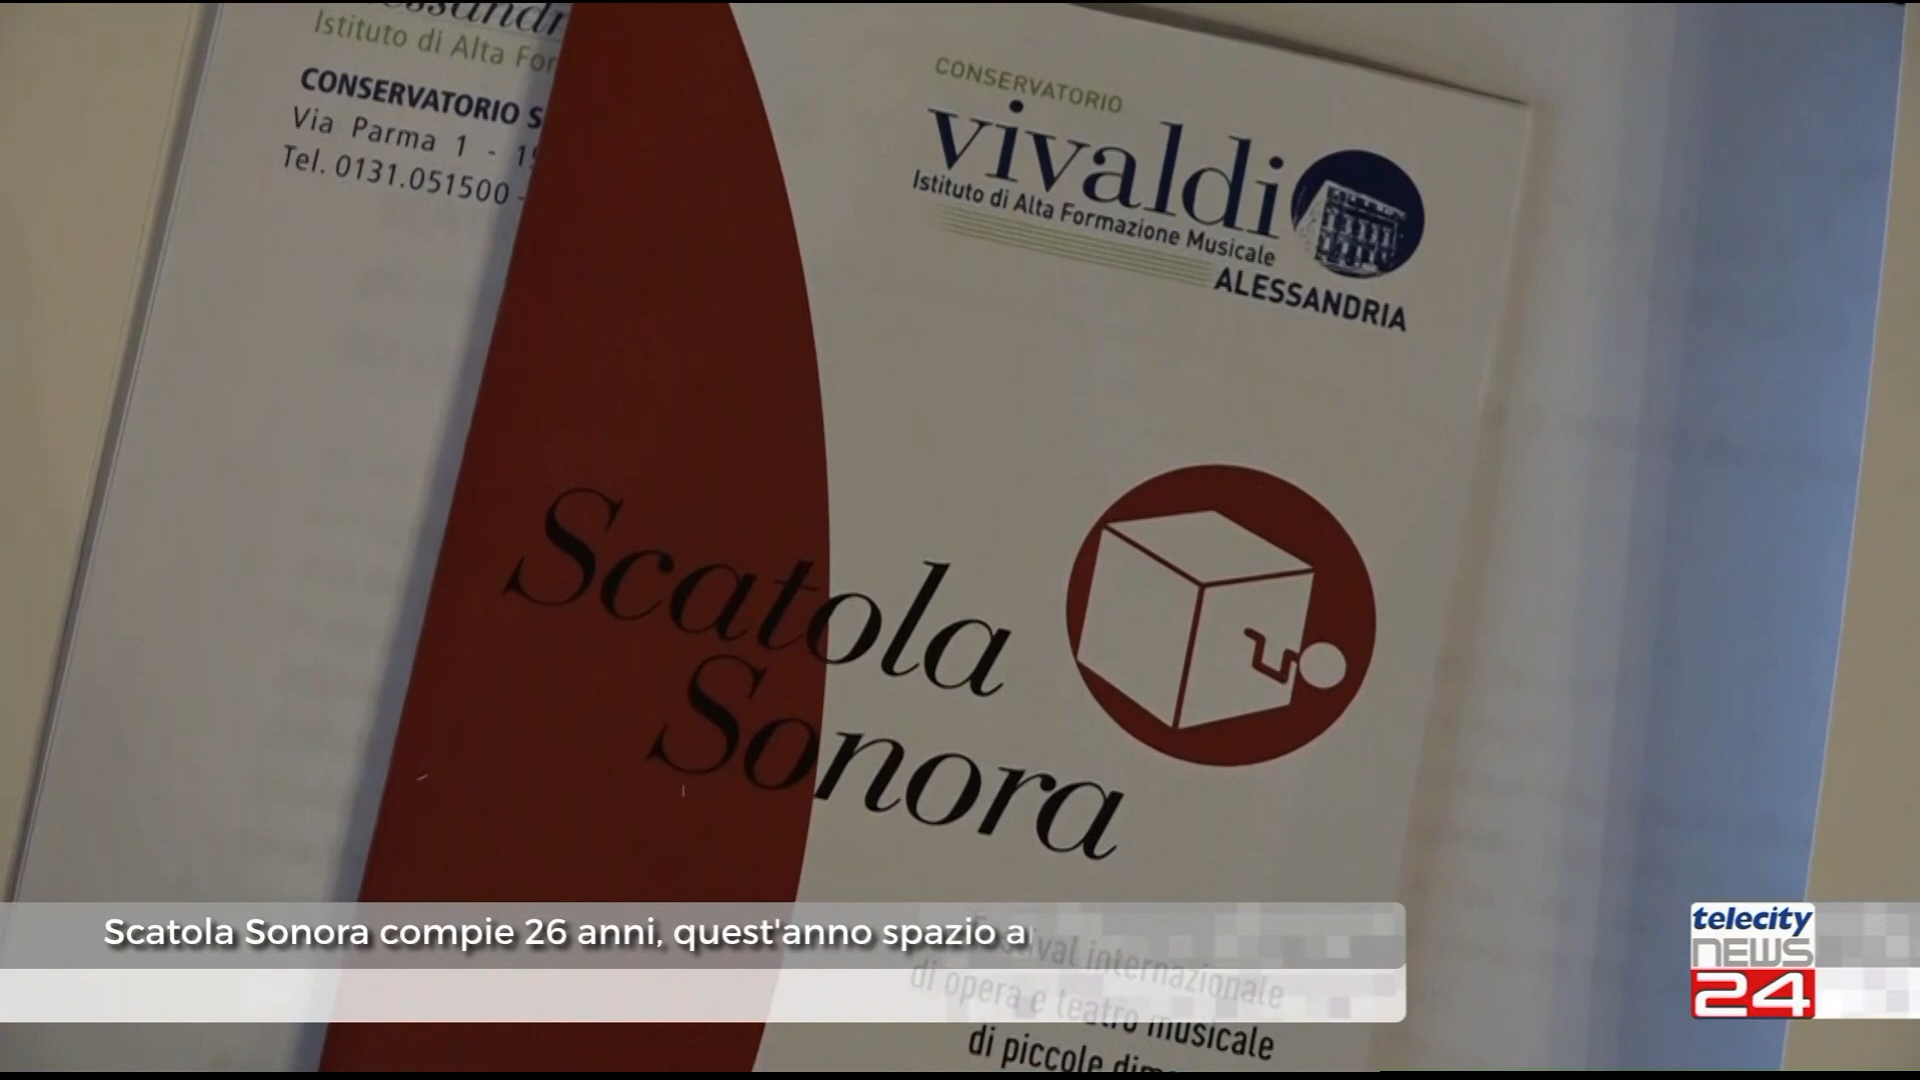 Istituto di Alta
CONSERVATORIO
Via Parma 1 -
Tel. 0131.051500 -
CONSERVATORIO
vivaldi
Istituto di Alta Formazione Musicale
ALESSANDRIA
Scatola
Sonora
Festival internazionale
di opera e teatro musicale
di piccole
Scatola Sonora compie 26 anni, quest'anno spazio a
telecity
NEWS
24